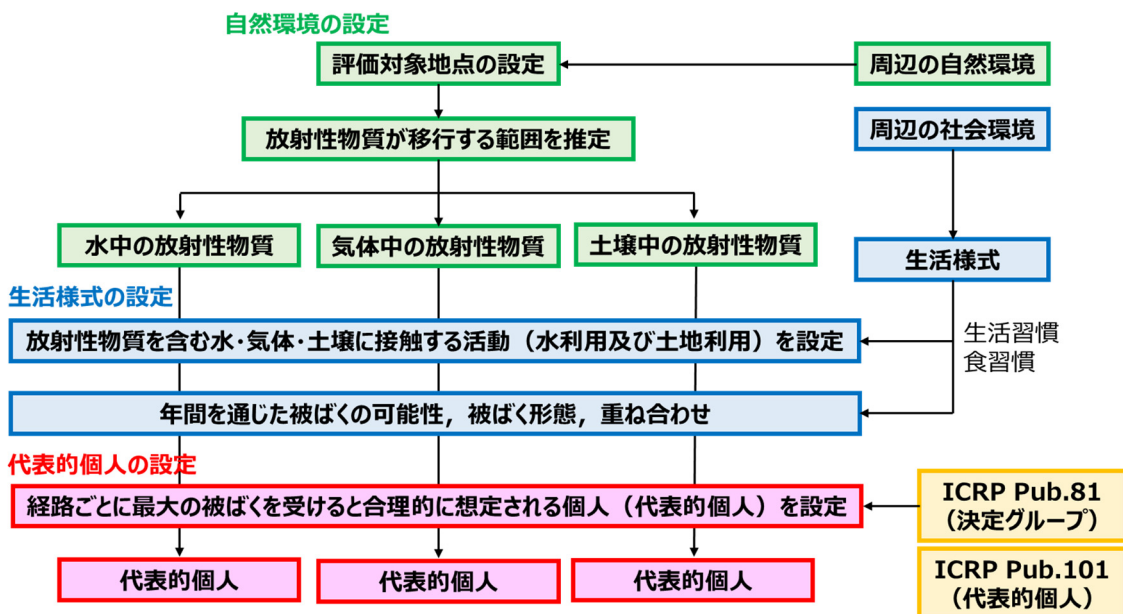 自然環境の設定
評価対象地点の設定
周辺の自然環境
放射性物質が移行する範囲を推定
周辺の社会環境
水中の放射性物質
気体中の放射性物質
土壌中の放射性物質
生活様式
生活様式の設定
放射性物質を含む水・気体・土壌に接触する活動（水利用及び土地利用）を設定
生活習慣
食習慣
年間を通じた被ばくの可能性，被ばく形態，重ね合わせ
代表的個人の設定
経路ごとに最大の被ばくを受けると合理的に想定される個人（代表的個人）を設定
ICRP Pub.81
（決定グループ）
代表的個人
代表的個人
代表的個人
ICRP Pub.101
（代表的個人）